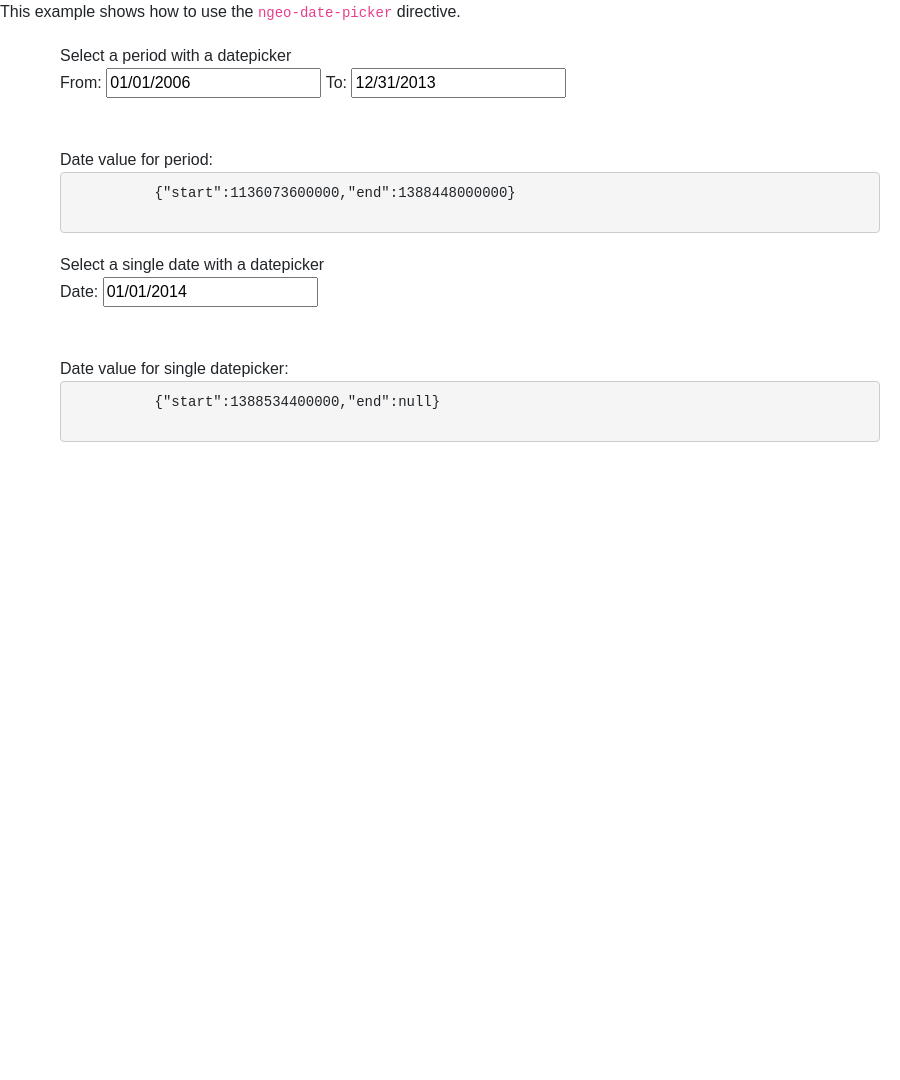 This example shows how to use the ngeo-date-picker directive.
Select a period with a datepicker
From: 01/01/2006 To: 12/31/2013
Date value for period:
{"start":1136073600000,"end":1388448000000}
Select a single date with a datepicker
Date: 01/01/2014
Date value for single datepicker:
{"start":1388534400000,"end":null}